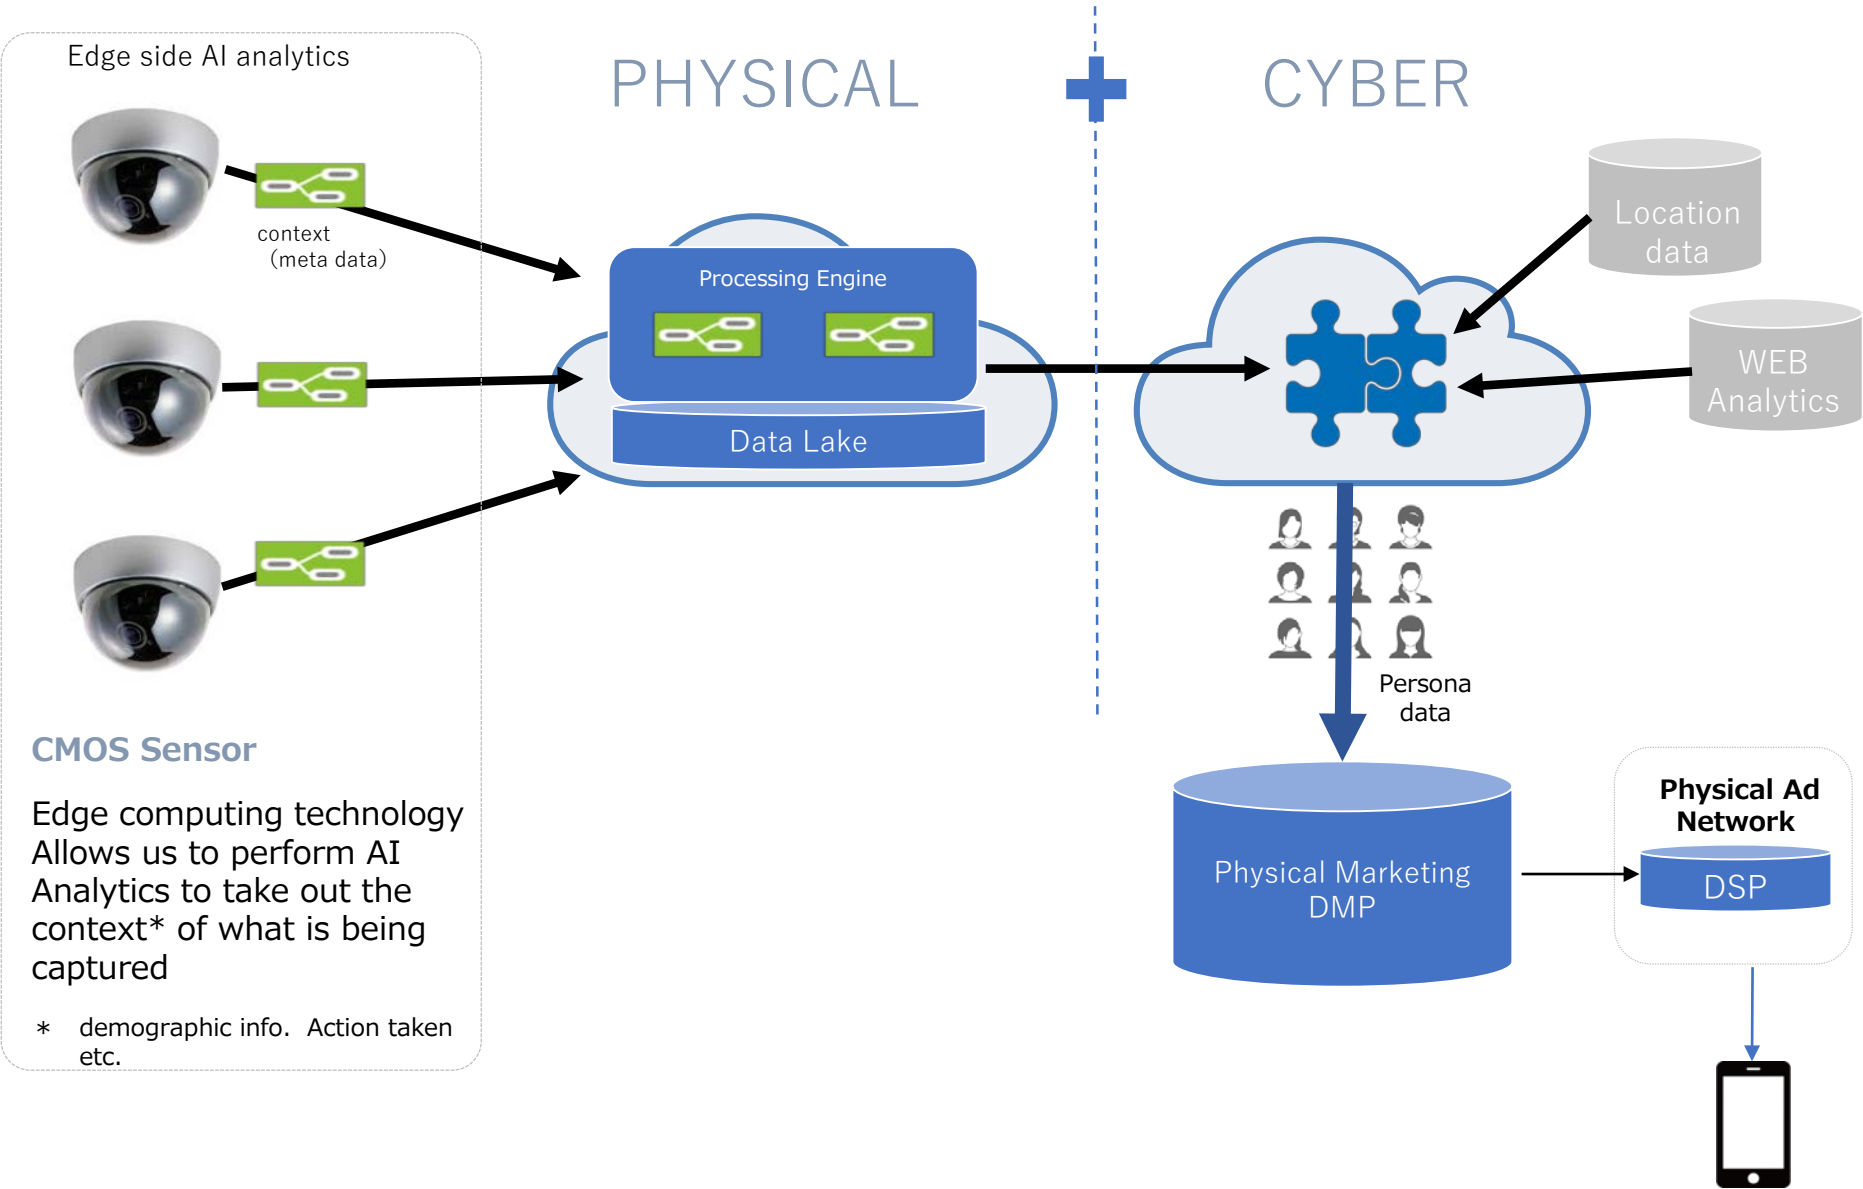 Edge side AI analytics
PHYSICAL
CYBER
context
（meta data）
Processing Engine
Data Lake
Location
data
WEB
Analytics
Persona
data
CMOS Sensor
Edge computing technology
Allows us to perform AI
Analytics to take out the
context* of what is being
captured
* demographic info. Action taken
etc.
Physical Marketing
DMP
Physical Ad
Network
DSP